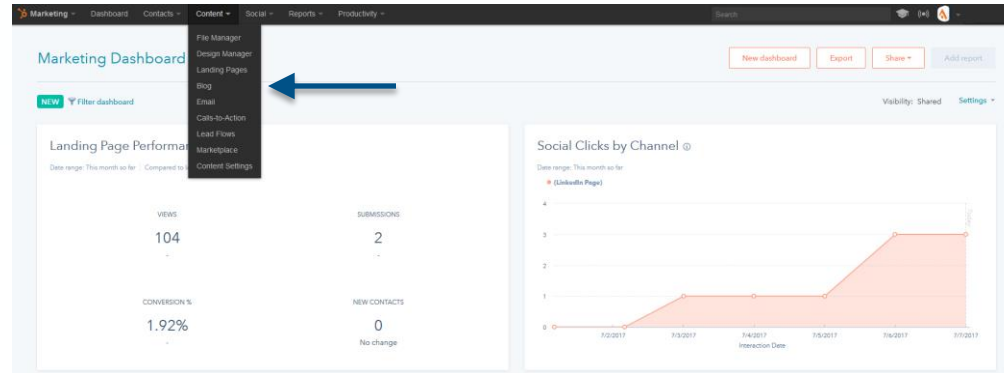 Marketing Dashboard Contacts Content Social Reports Productivity Search
File Manager
Design Manager
Landing Pages
Blog
Email
Calls-to-Action
Lead Flows
Marketplace
Content Settings
Marketing Dashboard
New dashboard Export Share Add report
NEW Filter dashboard
Visibility: Shared Settings
Landing Page Performa
Date range: This month so far Compared to
VIEWS
104
-
SUBMISSIONS
2
-
CONVERSION %
1.92%
-
NEW CONTACTS
0
No change
Social Clicks by Channel
Date range: This month so far
(LinkedIn Page)
4
3
2
1
0
Today
7/2/2017 7/3/2017 7/4/2017 7/5/2017 7/6/2017 7/7/2017
Interaction Date